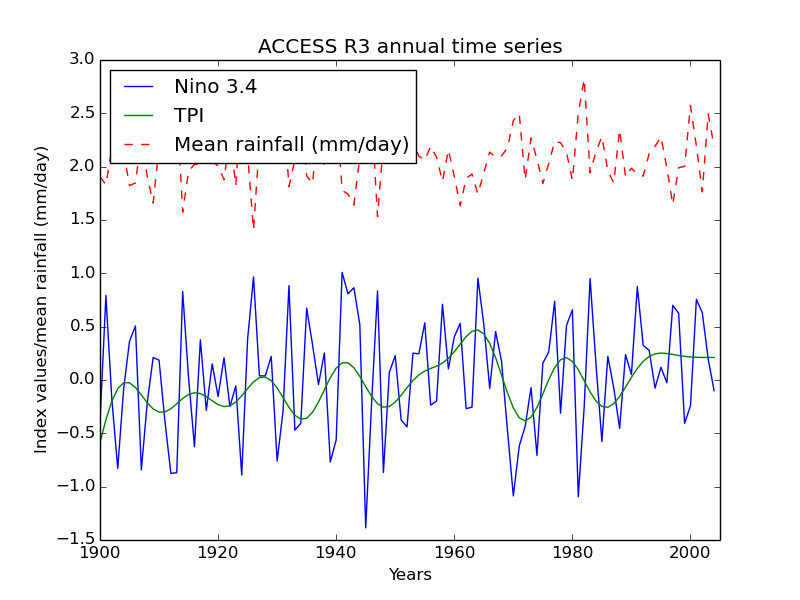 ACCESS R3 annual time series
Nino 3.4
TPI
Mean rainfall (mm/day)
Index values/mean rainfall (mm/day)
3.0
2.5
2.0
1.5
1.0
0.5
0.0
−0.5
−1.0
−1.5
1900
1920
1940
1960
1980
2000
Years